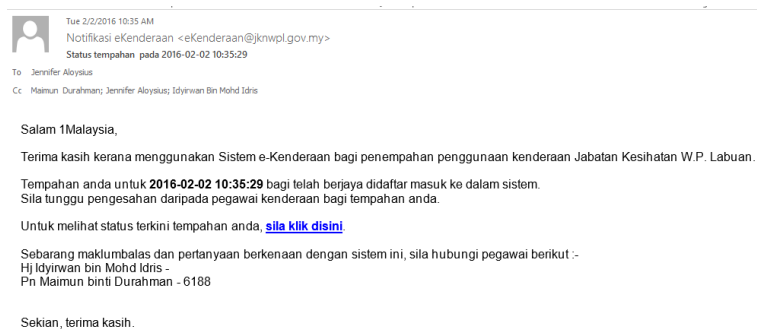 Tue 2/2/2016 10:35 AM
Notifikasi eKenderaan <eKenderaan@jknwpl.gov.my>
Status tempahan pada 2016-02-02 10:35:29
To Jennifer Aloysius
Cc Maimun Durahman; Jennifer Aloysius; Idyirwan Bin Mohd Idris
Salam 1Malaysia,
Terima kasih kerana menggunakan Sistem e-Kenderaan bagi penempahan penggunaan kenderaan Jabatan Kesihatan W.P. Labuan.
Tempahan anda untuk 2016-02-02 10:35:29 bagi telah berjaya didaftar masuk ke dalam sistem.
Sila tunggu pengesahan daripada pegawai kenderaan bagi tempahan anda.
Untuk melihat status terkini tempahan anda, sila klik disini.
Sebarang maklumbalas dan pertanyaan berkenaan dengan sistem ini, sila hubungi pegawai berikut :-
Hj Idyirwan bin Mohd Idris -
Pn Maimun binti Durahman - 6188
Sekian, terima kasih.